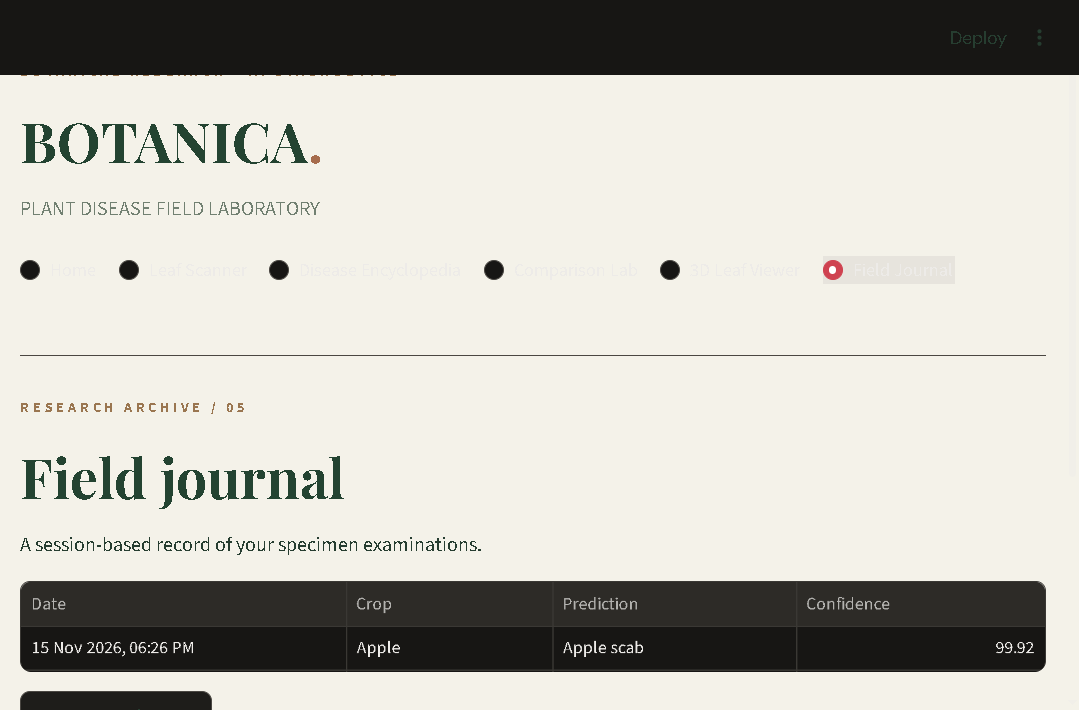 Deploy
BOTANICA.
PLANT DISEASE FIELD LABORATORY
Home Leaf Scanner Disease Encyclopedia Comparison Lab 3D Leaf Viewer Field Journal
RESEARCH ARCHIVE / 05
Field journal
A session-based record of your specimen examinations.
Date Crop Prediction Confidence
15 Nov 2026, 06:26 PM Apple Apple scab 99.92